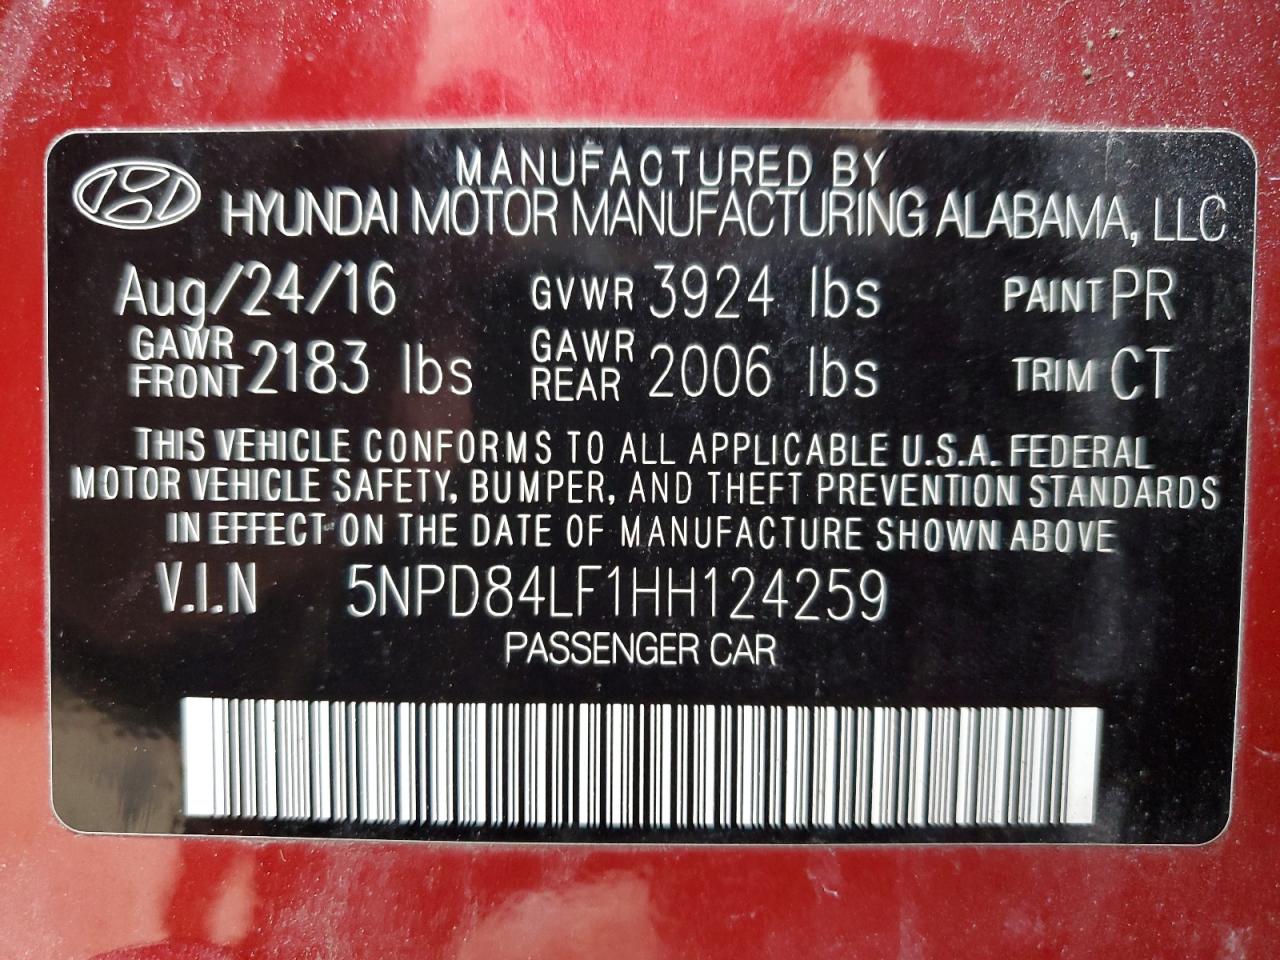 MANUFACTURED BY
HYUNDAI MOTOR MANUFACTURING ALABAMA, LLC
Aug/24/16 GVWR 3924 lbs PAINT PR
GAWR FRONT 2183 lbs GAWR REAR 2006 lbs TRIM CT
THIS VEHICLE CONFORMS TO ALL APPLICABLE U.S.A. FEDERAL
MOTOR VEHICLE SAFETY, BUMPER, AND THEFT PREVENTION STANDARDS
IN EFFECT ON THE DATE OF MANUFACTURE SHOWN ABOVE
V.I.N 5NPD84LF1HH124259
PASSENGER CAR